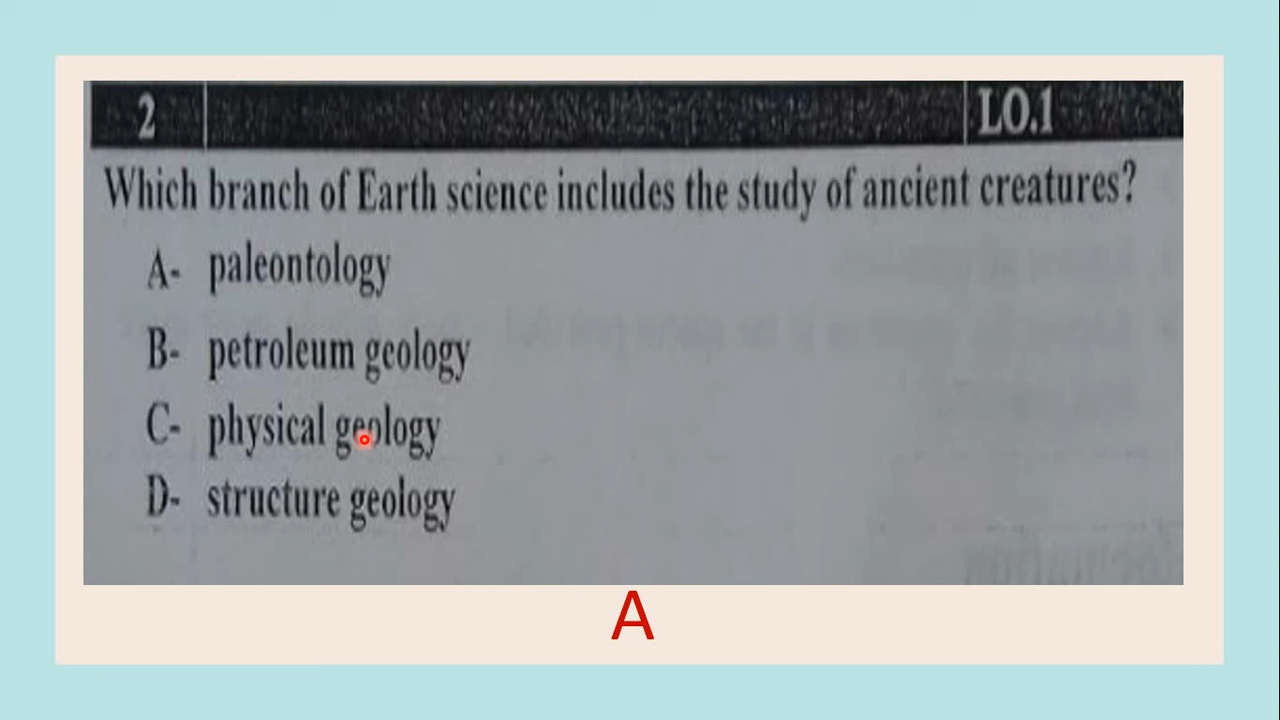 2 LO.1
Which branch of Earth science includes the study of ancient creatures?
A- paleontology
B- petroleum geology
C- physical geology
D- structure geology
A